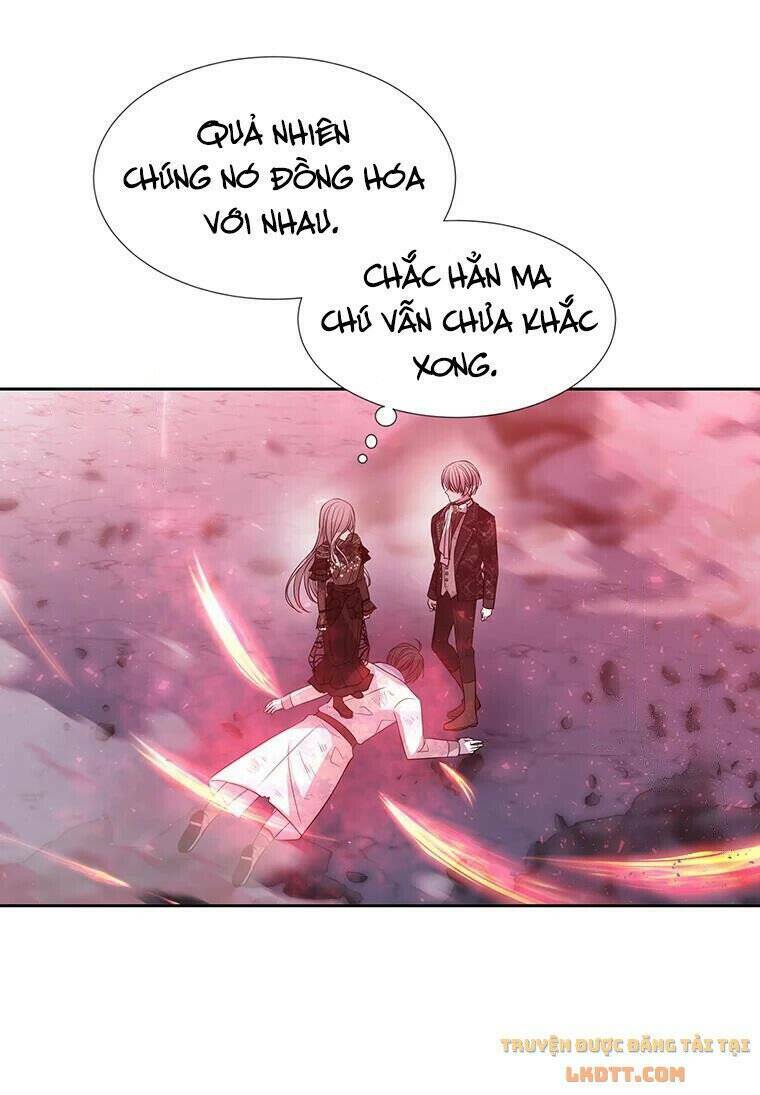 QUẢ NHIÊN
CHÚNG NÓ ĐỒNG HÓA
VỚI NHAU.
CHẮC HẲN MA
CHÚ VẪN CHƯA KHẮC
XONG.
TRUYỆN ĐƯỢC ĐĂNG TẢI TẠI
LKDTT.COM